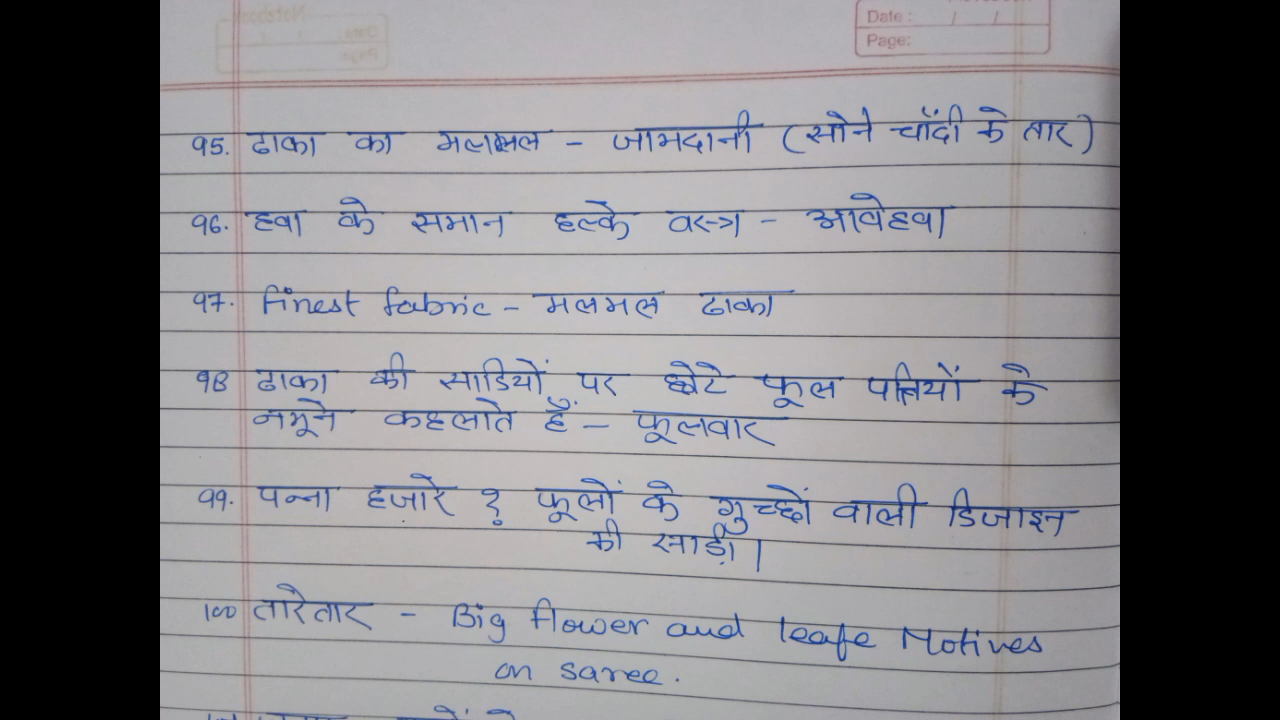 Date : / /
Page:
95. ढाका का मलमल - जामदानी (सोने चाँदी के तार)
96. हवा के समान हल्के वस्त्र - आवेहवा
97. Finest fabric - मलमल ढाका
98 ढाका की साडियों पर छोटे फूल पत्तियों के
नमूने कहलाते हैं - फूलवार
99. पन्ना हजारे ? फूलों के गुच्छों वाली डिजाइन
की साड़ी।
100 तारेतार - Big flower and leafe Motives
on saree.